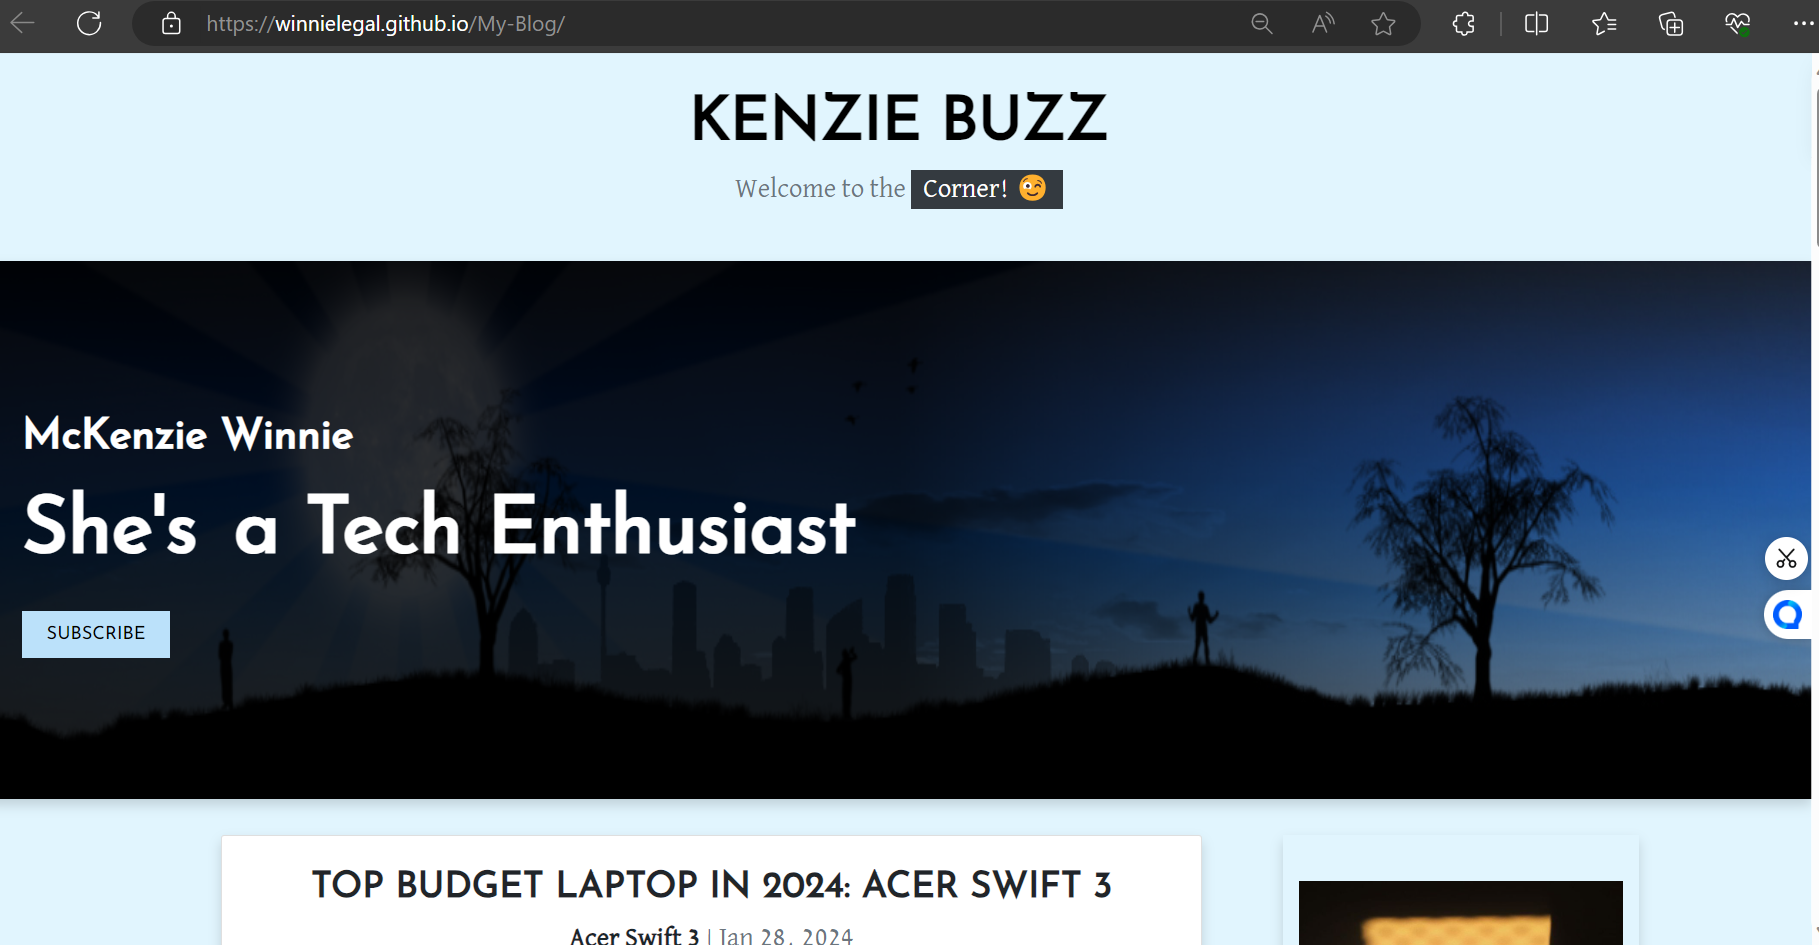 https://winnielegal.github.io/My-Blog/
KENZIE BUZZ
Welcome to the Corner! 😉
McKenzie Winnie
She's a Tech Enthusiast
SUBSCRIBE
TOP BUDGET LAPTOP IN 2024: ACER SWIFT 3
Acer Swift 3 | Jan 28, 2024